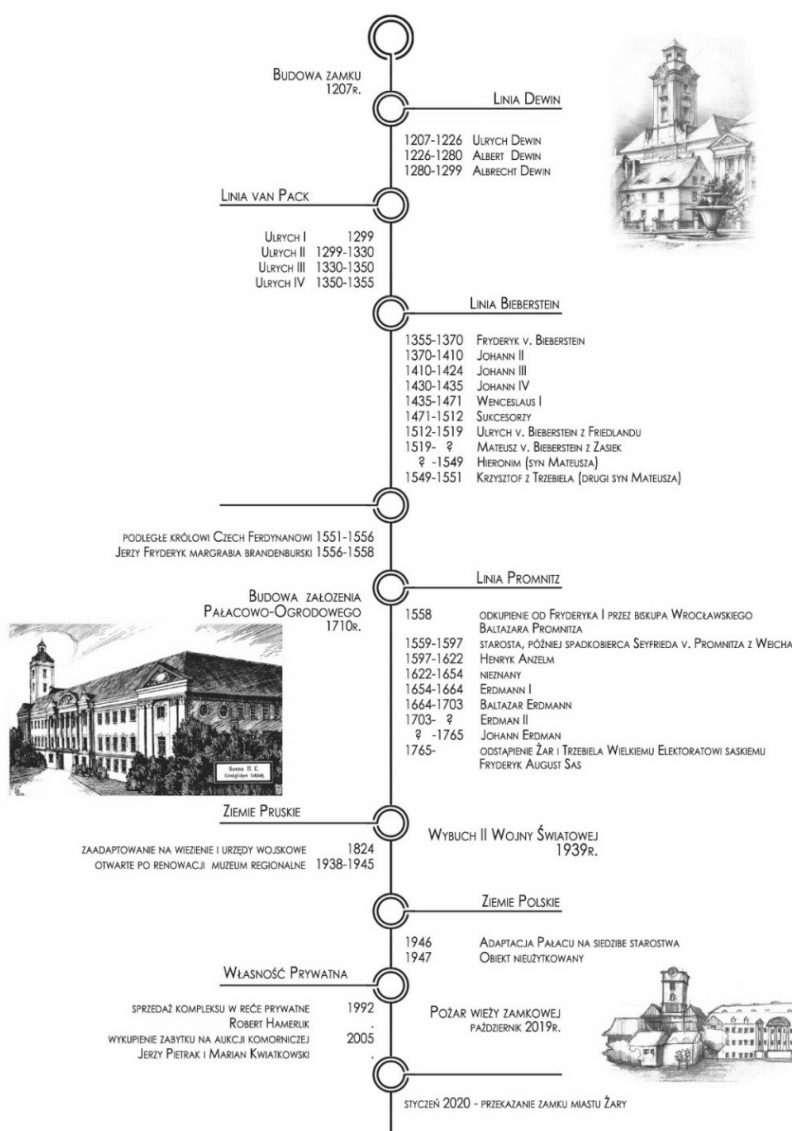 Budowa zamku
1207r.
Linia Dewin
1207-1226 Ulrych Dewin
1226-1280 Albert Dewin
1280-1299 Albrecht Dewin
Linia van Pack
Ulrych I 1299
Ulrych II 1299-1330
Ulrych III 1330-1350
Ulrych IV 1350-1355
Linia Bieberstein
1355-1370 Fryderyk v. Bieberstein
1370-1410 Johann II
1410-1424 Johann III
1430-1435 Johann IV
1435-1471 Wenceslaus I
1471-1512 Sukcesorzy
1512-1519 Ulrych v. Bieberstein z Friedlandu
1519- ? Mateusz v. Bieberstein z Zasiek
? -1549 Hieronim (syn Mateusza)
1549-1551 Krzysztof z Trzebiela (drugi syn Mateusza)
podległe królowi Czech Ferdynanowi 1551-1556
Jerzy Fryderyk margrabia brandenburski 1556-1558
Linia Promnitz
Budowa założenia
Pałacowo-Ogrodowego
1710r.
1558 odkupienie od Fryderyka I przez biskupa Wrocławskiego
Baltazara Promnitza
1559-1597 starosta, później spadkobierca Seyfrieda v. Promnitza z Weicha
1597-1622 Henryk Anzelm
1622-1654 nieznany
1654-1664 Erdmann I
1664-1703 Baltazar Erdmann
1703- ? Erdman II
? -1765 Johann Erdman
1765- odstąpienie Żar i Trzebiela Wielkiemu Elektoratowi saskiemu
Fryderyk August Sas
Ziemie Pruskie
zaadaptowanie na wiezienie i urzędy wojskowe 1824
otwarte po renowacji muzeum regionalne 1938-1945
Wybuch II Wojny Światowej
1939r.
Ziemie Polskie
1946 Adaptacja Pałacu na siedzibe starostwa
1947 Obiekt nieużytkowany
Własność Prywatna
sprzedaż kompleksu w ręce prywatne 1992
Robert Hamerlik .
wykupienie zabytku na aukcji komorniczej 2005
Jerzy Pietrak i Marian Kwiatkowski .
Pożar wieży zamkowej
październik 2019r.
styczeń 2020 - przekazanie zamku miastu Żary